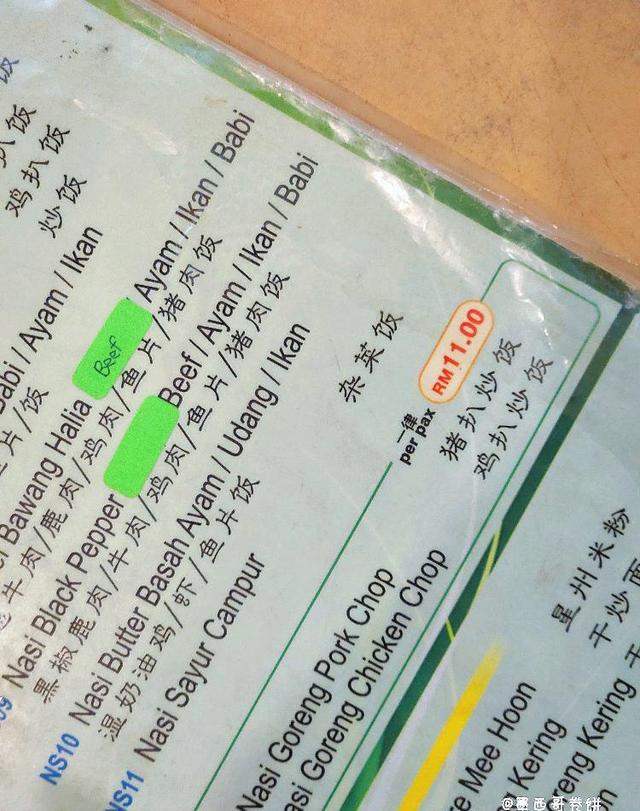 饭
扒饭
鸡扒饭
炒饭
Babi / Ayam / Ikan
片/饭
Bawang Halia Beef Ayam / Ikan / Babi
牛肉/鹿肉/鸡肉/鱼片/猪肉饭
09 Nasi Black Pepper Beef / Ayam / Ikan / Babi
黑椒鹿肉/牛肉/鸡肉/鱼片/猪肉饭
NS10 Nasi Butter Basah Ayam / Udang / Ikan
湿奶油鸡/虾/鱼片饭
NS11 Nasi Sayur Campur
杂菜饭
一律
per pax
RM11.00
Nasi Goreng Pork Chop
猪扒炒饭
Nasi Goreng Chicken Chop
鸡扒炒饭
Mee Hoon
星州米粉
Kering
干炒面
Kering
@墨西哥卷饼